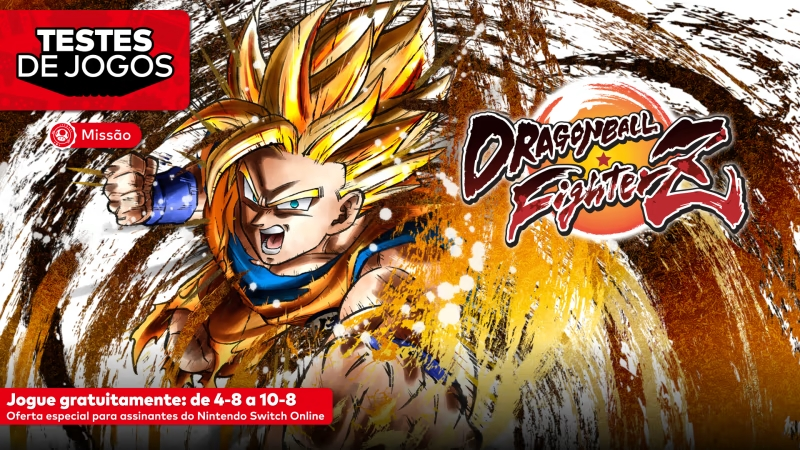 TESTES
DE JOGOS
Missão
DRAGONBALL
FighterZ
Jogue gratuitamente: de 4-8 a 10-8
Oferta especial para assinantes do Nintendo Switch Online